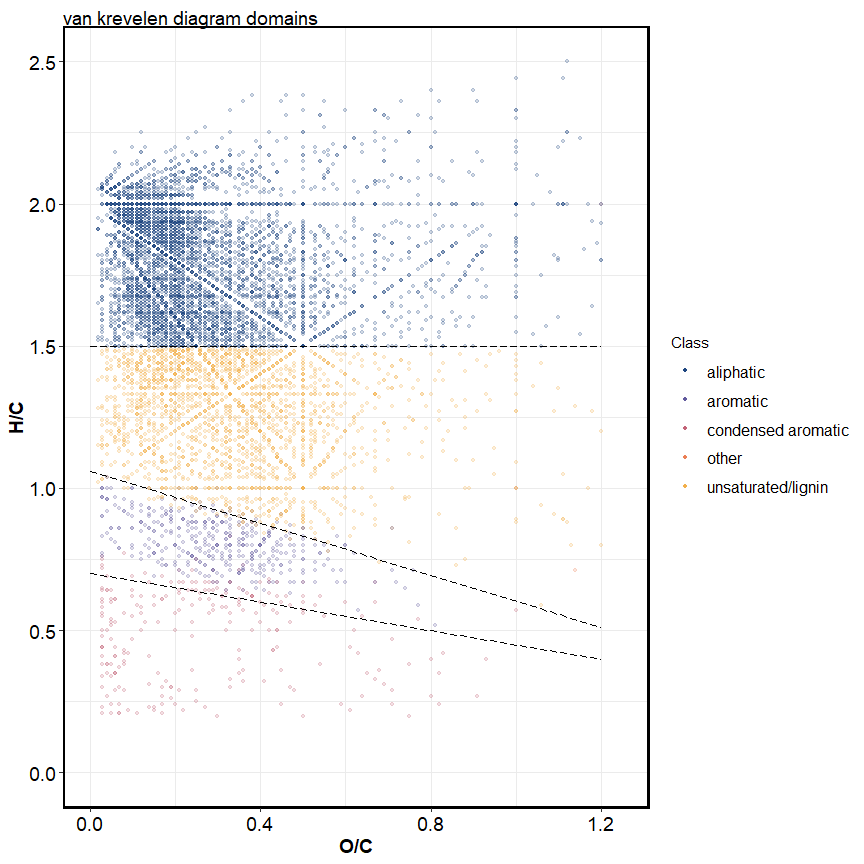 van krevelen diagram domains
2.5
2.0
1.5
1.0
0.5
0.0
H/C
0.0 0.4 0.8 1.2
O/C
Class
aliphatic
aromatic
condensed aromatic
other
unsaturated/lignin